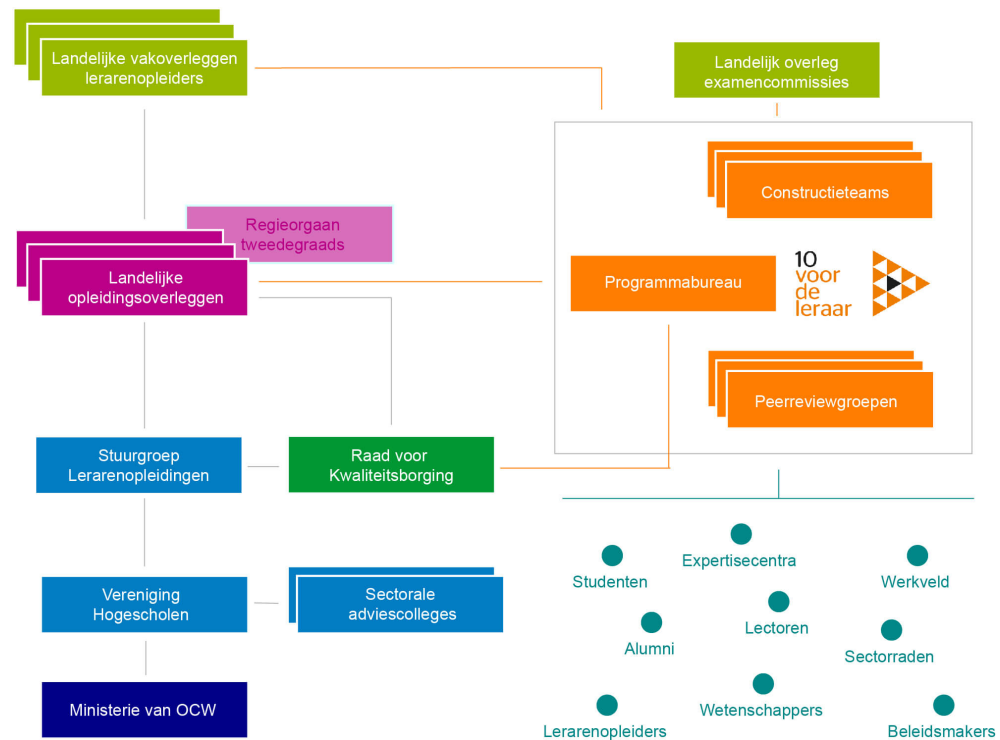 Landelijke vakoverleggen
lerarenopleiders
Landelijk overleg
examencommissies
Constructieteams
Regieorgaan
tweedegraads
Landelijke
opleidingsoverleggen
Programmabureau
10
voor
de
leraar
Peerreviewgroepen
Stuurgroep
Lerarenopleidingen
Raad voor
Kwaliteitsborging
Expertisecentra
Studenten
Werkveld
Vereniging
Hogescholen
Sectorale
adviescolleges
Lectoren
Alumni
Sectorraden
Ministerie van OCW
Wetenschappers
Lerarenopleiders
Beleidsmakers